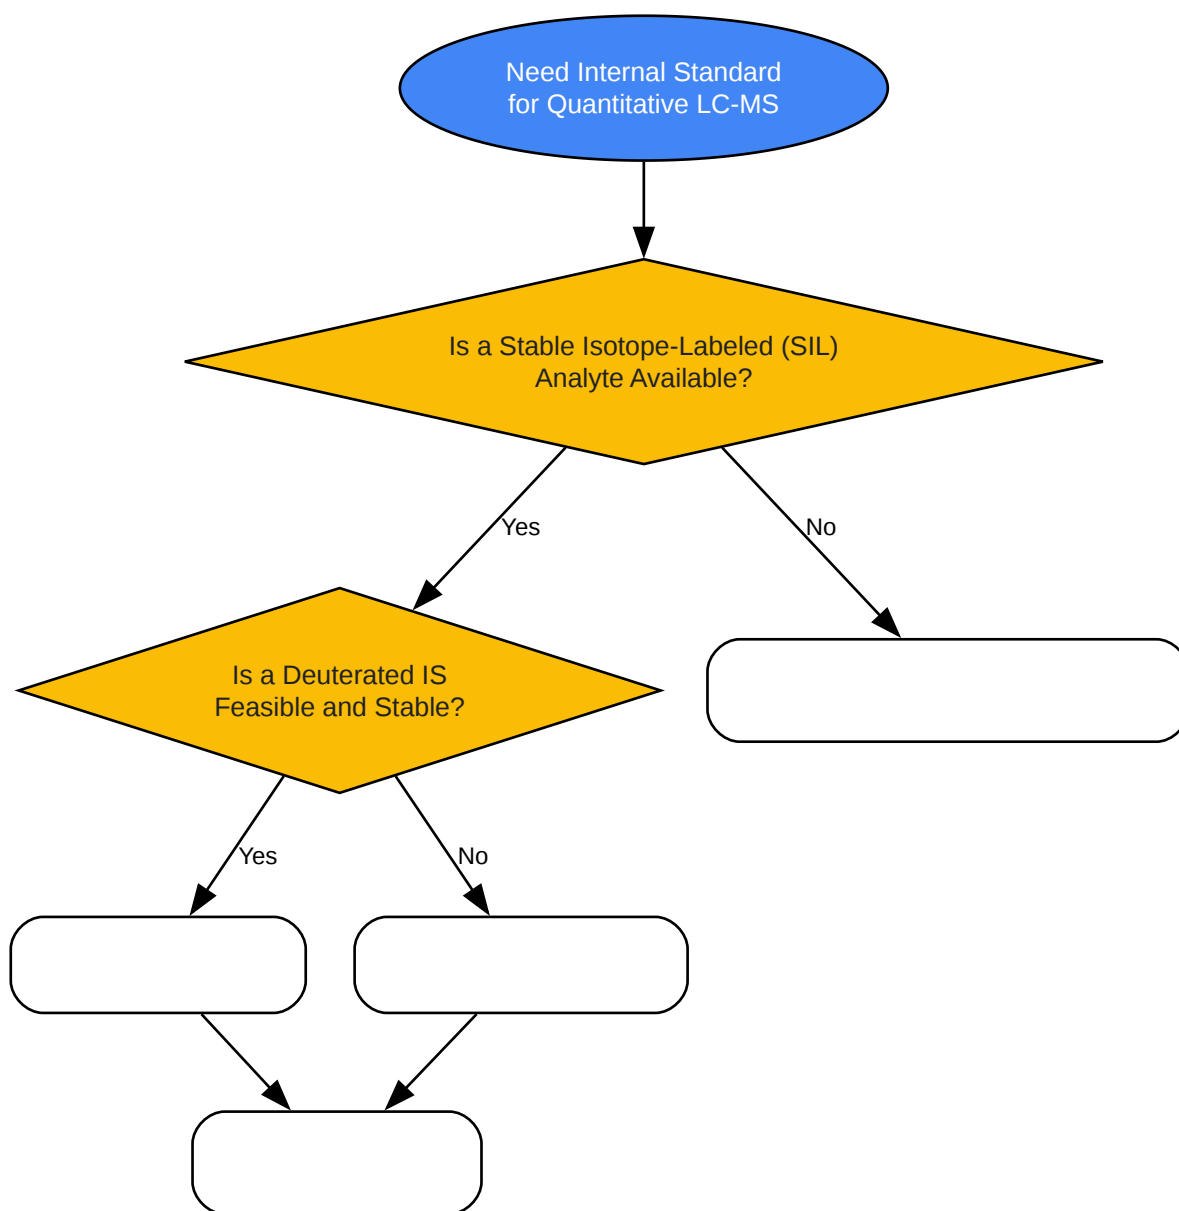 Need Internal Standard
for Quantitative LC-MS
Is a Stable Isotope-Labeled (SIL)
Analyte Available?
Yes
No
Is a Deuterated IS
Feasible and Stable?
Yes
No